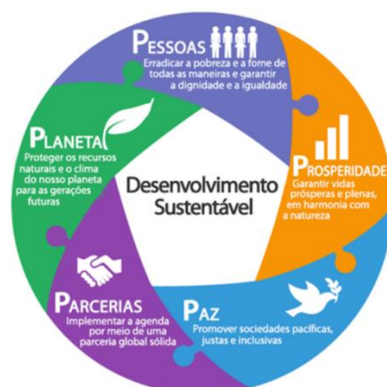 PESSOAS
Erradicar a pobreza e a fome de
todas as maneiras e garantir
a dignidade e a igualdade
PROSPERIDADE
Garantir vidas
prósperas e plenas,
em harmonia com
a natureza
PAZ
Promover sociedades pacíficas,
justas e inclusivas
PARCERIAS
Implementar a agenda
por meio de uma
parceria global sólida
PLANETA
Proteger os recursos
naturais e o clima
do nosso planeta
para as gerações
futuras
Desenvolvimento
Sustentável